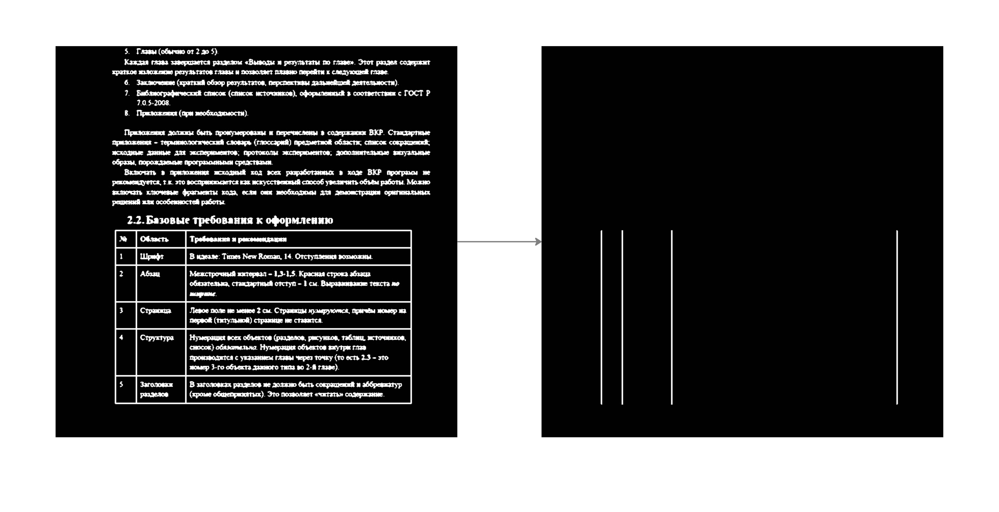 5. Главы (обычно от 2 до 5).
Каждая глава завершается разделом «Выводы и результаты по главе». Этот раздел содержит
краткое изложение результатов главы и позволяет плавно перейти к следующей главе.
6. Заключение (краткий обзор результатов, перспективы дальнейшей деятельности).
7. Библиографический список (список источников), оформленный в соответствии с ГОСТ Р
7.0.5-2008.
8. Приложения (при необходимости).
Приложения должны быть пронумерованы и перечислены в содержании ВКР. Стандартные
приложения – терминологический словарь (глоссарий) предметной области; список сокращений;
исходные данные для экспериментов; протоколы экспериментов; дополнительные визуальные
образы, порождаемые программными средствами.
Включать в приложения исходный код всех разработанных в ходе ВКР программ не
рекомендуется, т.к. это воспринимается как искусственный способ увеличить объём работы. Можно
включать ключевые фрагменты кода, если они необходимы для демонстрации оригинальных
решений или особенностей работы.
2.2. Базовые требования к оформлению
№ Область Требования и рекомендации
1 Шрифт В идеале: Times New Roman, 14. Отступления возможны.
2 Абзац Межстрочный интервал – 1,3-1,5. Красная строка абзаца
обязательна, стандартный отступ – 1 см. Выравнивание текста по
ширине.
3 Страница Левое поле не менее 2 см. Страницы нумеруются, причём номер на
первой (титульной) странице не ставится.
4 Структура Нумерация всех объектов (разделов, рисунков, таблиц, источников,
сносок) обязательна. Нумерация объектов внутри глав
производится с указанием главы через точку (то есть 2.3 – это
номер 3-го объекта данного типа во 2-й главе).
5 Заголовки В заголовках разделов не должно быть сокращений и аббревиатур
разделов (кроме общепринятых). Это позволяет «читать» содержание.